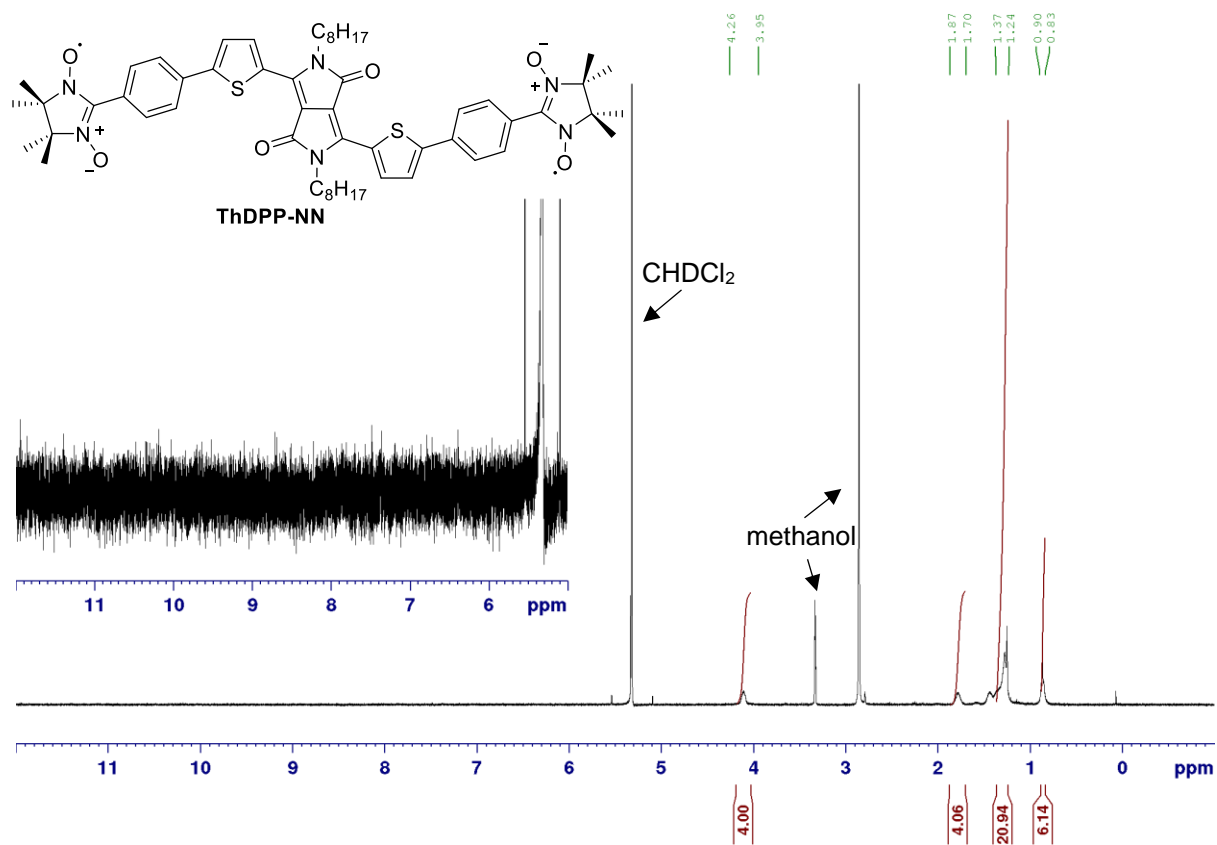 4.26
3.95
1.87
1.70
1.37
1.24
0.90
0.83
C₈H₁₇
O•
O⁻
N
N
O
N⁺
S
S
N⁺
O
N
N
O⁻
O•
C₈H₁₇
ThDPP-NN
CHDCl₂
methanol
11 10 9 8 7 6 ppm
11 10 9 8 7 6 5 4 3 2 1 0 ppm
4.00
4.06
20.94
6.14